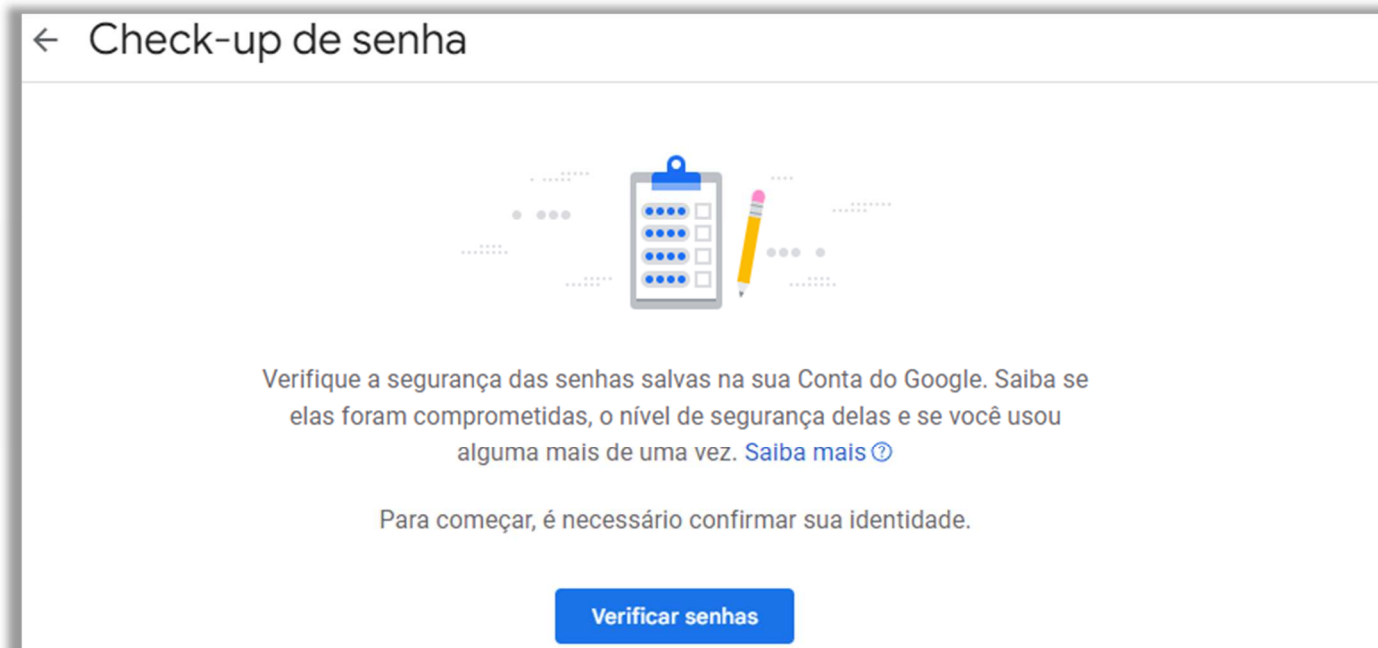 Check-up de senha
Verifique a segurança das senhas salvas na sua Conta do Google. Saiba se
elas foram comprometidas, o nível de segurança delas e se você usou
alguma mais de uma vez. Saiba mais
Para começar, é necessário confirmar sua identidade.
Verificar senhas